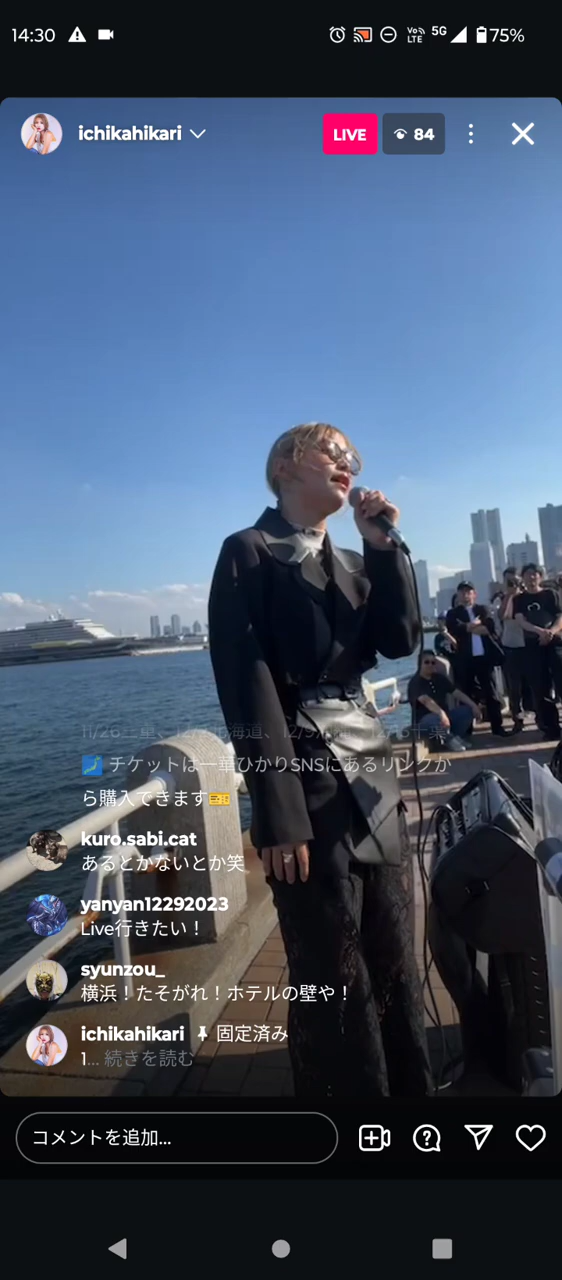 14:30
Vo LTE 5G 75%
ichikahikari
LIVE 84
チケットは一華ひかりSNSにあるリンクか
ら購入できます🎫
kuro.sabi.cat
あるとかないとか笑
yanyan12292023
Live行きたい！
syunzou_
横浜！たそがれ！ホテルの壁や！
ichikahikari 固定済み
1... 続きを読む
コメントを追加...